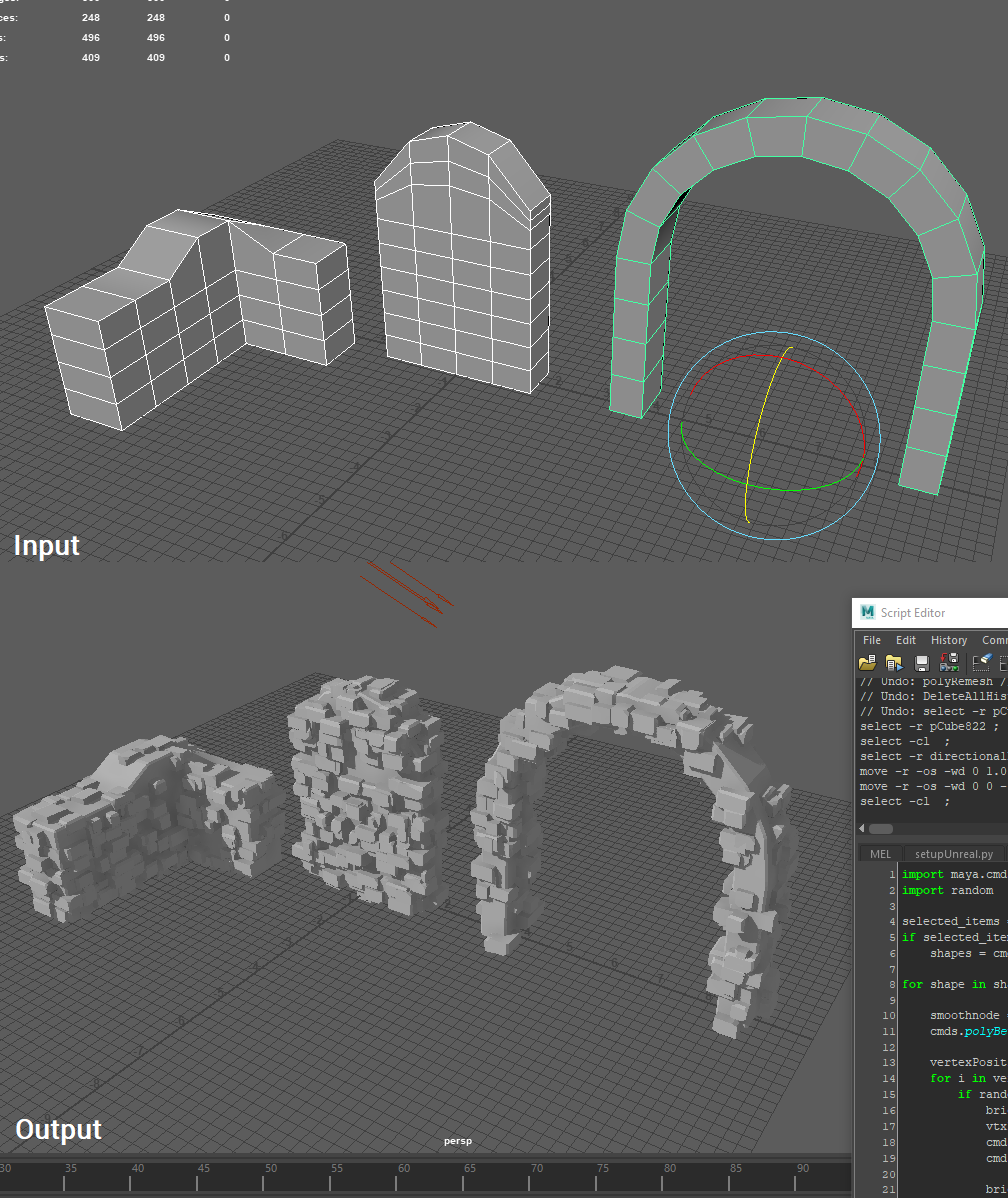 ces: 248 248 0
s: 496 496 0
s: 409 409 0
Input
Script Editor
File Edit History Com
// Undo: polyRemesh /
// Undo: DeleteAllHis
// Undo: select -r pC
select -r pCube822 ;
select -cl ;
select -r directional
move -r -os -wd 0 1.0
move -r -os -wd 0 0 -
select -cl ;
MEL setupUnreal.py
1 import maya.cmd
2 import random
3
4 selected_items
5 if selected_ite
6 shapes = cm
7
8 for shape in sh
9
10 smoothnode =
11 cmds.polyBe
12
13 vertexPosit
14 for i in ve
15 if rand
16 bri
17 vtx
18 cmd
19 cmd
20
21 bri
Output
persp
30 35 40 45 50 55 60 65 70 75 80 85 90